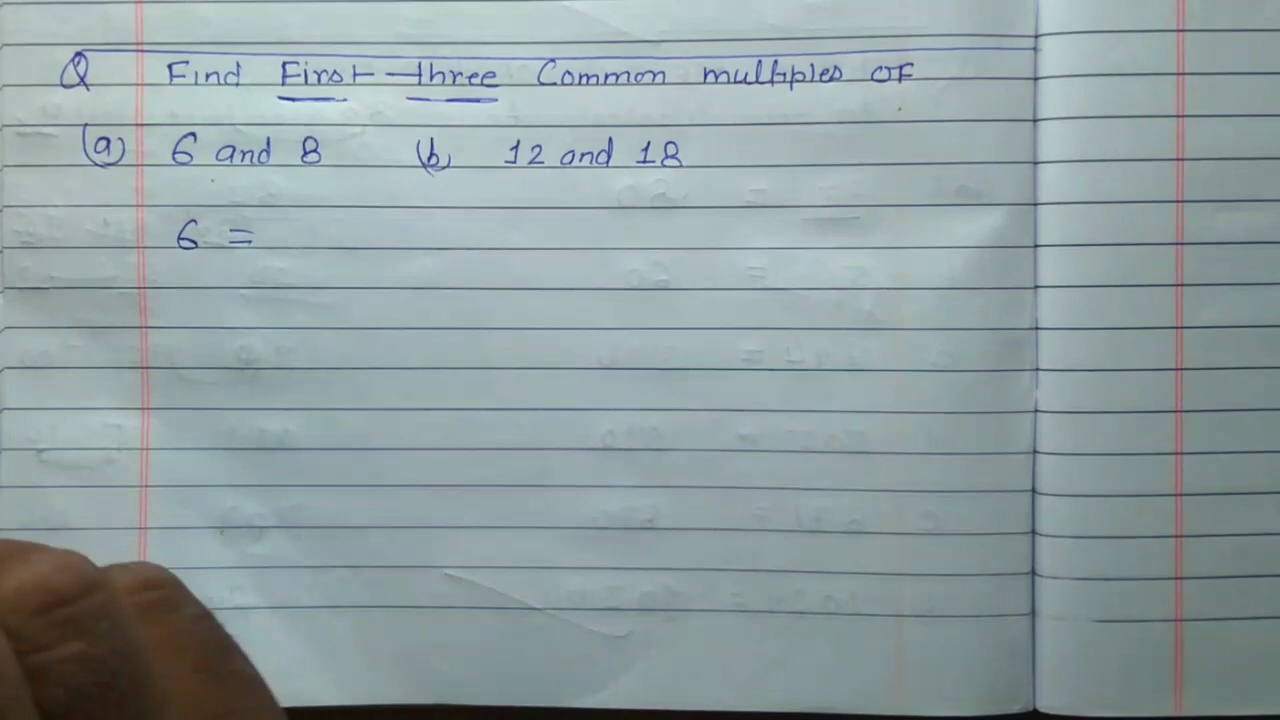 Q Find First three Common multiples OF
(a) 6 and 8 (b) 12 and 18
6 =